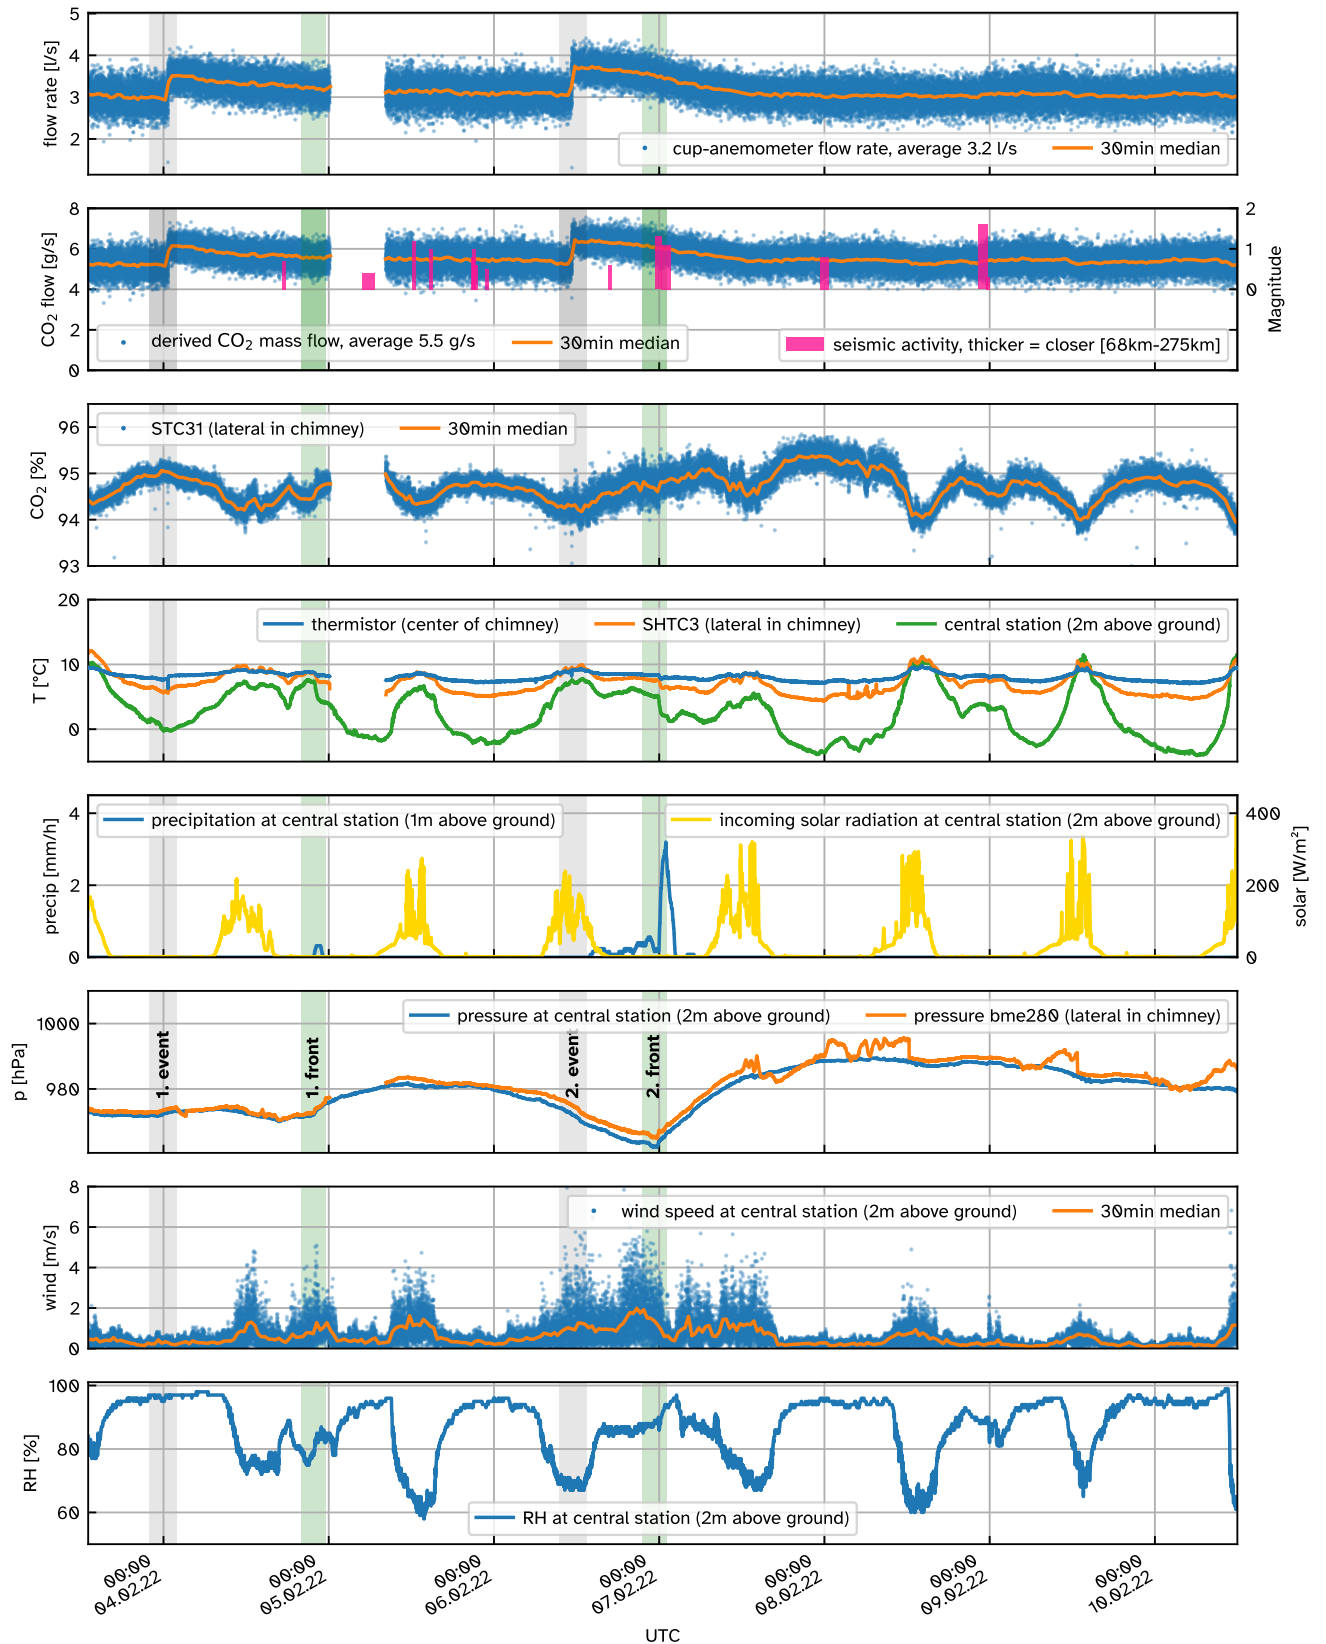 5
4
3
2
flow rate [l/s]
cup-anemometer flow rate, average 3.2 l/s
30min median
8
6
4
2
0
CO₂ flow [g/s]
2
1
0
Magnitude
derived CO₂ mass flow, average 5.5 g/s
30min median
seismic activity, thicker = closer [68km-275km]
96
95
94
93
CO₂ [%]
STC31 (lateral in chimney)
30min median
20
10
0
T [°C]
thermistor (center of chimney)
SHTC3 (lateral in chimney)
central station (2m above ground)
4
2
0
precip [mm/h]
precipitation at central station (1m above ground)
incoming solar radiation at central station (2m above ground)
400
200
0
solar [W/m²]
1000
980
p [hPa]
pressure at central station (2m above ground)
pressure bme280 (lateral in chimney)
1. event
1. front
2. event
2. front
8
6
4
2
0
wind [m/s]
wind speed at central station (2m above ground)
30min median
100
80
60
RH [%]
RH at central station (2m above ground)
00:00
04.02.22
00:00
05.02.22
00:00
06.02.22
00:00
07.02.22
00:00
08.02.22
00:00
09.02.22
00:00
10.02.22
UTC